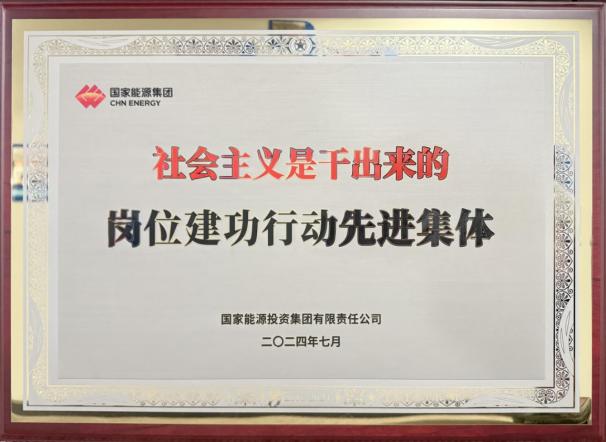 国家能源集团
CHN ENERGY
社会主义是干出来的
岗位建功行动先进集体
国家能源投资集团有限责任公司
二〇二四年七月